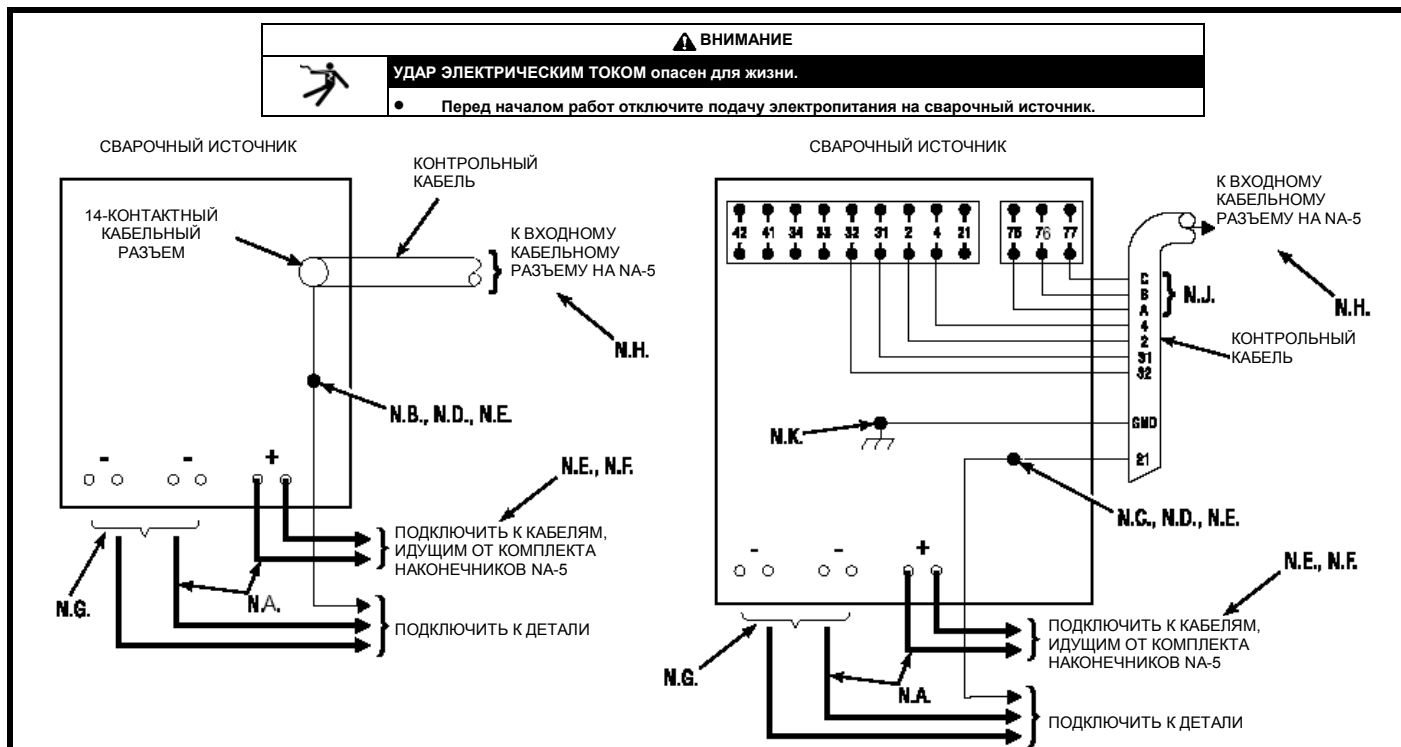 ВНИМАНИЕ
УДАР ЭЛЕКТРИЧЕСКИМ ТОКОМ опасен для жизни.
● Перед началом работ отключите подачу электропитания на сварочный источник.
СВАРОЧНЫЙ ИСТОЧНИК
КОНТРОЛЬНЫЙ
КАБЕЛЬ
14-КОНТАКТНЫЙ
КАБЕЛЬНЫЙ
РАЗЪЕМ
К ВХОДНОМУ
КАБЕЛЬНОМУ
РАЗЪЕМУ НА NA-5
N.H.
N.B., N.D., N.E.
- - +
N.E., N.F.
ПОДКЛЮЧИТЬ К КАБЕЛЯМ,
ИДУЩИМ ОТ КОМПЛЕКТА
НАКОНЕЧНИКОВ NA-5
N.G.
N.A.
ПОДКЛЮЧИТЬ К ДЕТАЛИ
СВАРОЧНЫЙ ИСТОЧНИК
К ВХОДНОМУ
КАБЕЛЬНОМУ
РАЗЪЕМУ НА NA-5
42 41 34 33 32 31 2 4 21 75 76 77
C
B
A
N.J.
N.H.
4
2
31
32
КОНТРОЛЬНЫЙ
КАБЕЛЬ
N.K.
GND
21
N.C., N.D., N.E.
- - +
N.E., N.F.
ПОДКЛЮЧИТЬ К КАБЕЛЯМ,
ИДУЩИМ ОТ КОМПЛЕКТА
НАКОНЕЧНИКОВ NA-5
N.G.
N.A.
ПОДКЛЮЧИТЬ К ДЕТАЛИ